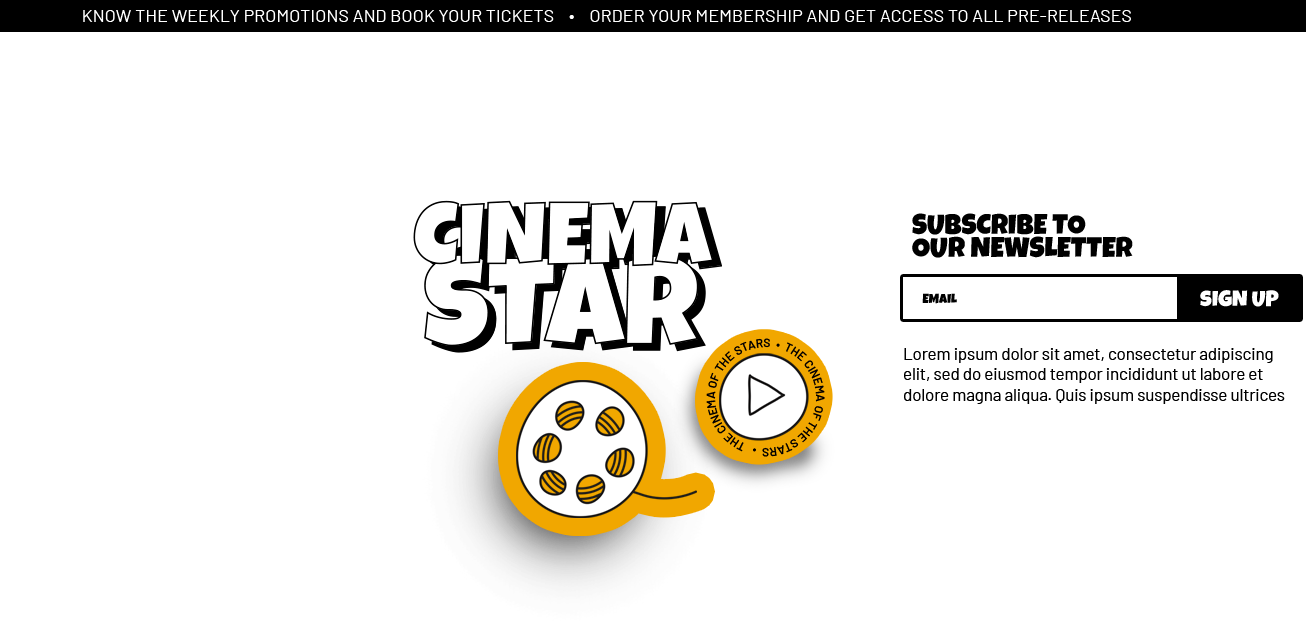 KNOW THE WEEKLY PROMOTIONS AND BOOK YOUR TICKETS • ORDER YOUR MEMBERSHIP AND GET ACCESS TO ALL PRE-RELEASES
CINEMA
STAR
THE CINEMA OF THE STARS • THE CINEMA OF THE STARS •
SUBSCRIBE TO
OUR NEWSLETTER
EMAIL
SIGN UP
Lorem ipsum dolor sit amet, consectetur adipiscing
elit, sed do eiusmod tempor incididunt ut labore et
dolore magna aliqua. Quis ipsum suspendisse ultrices